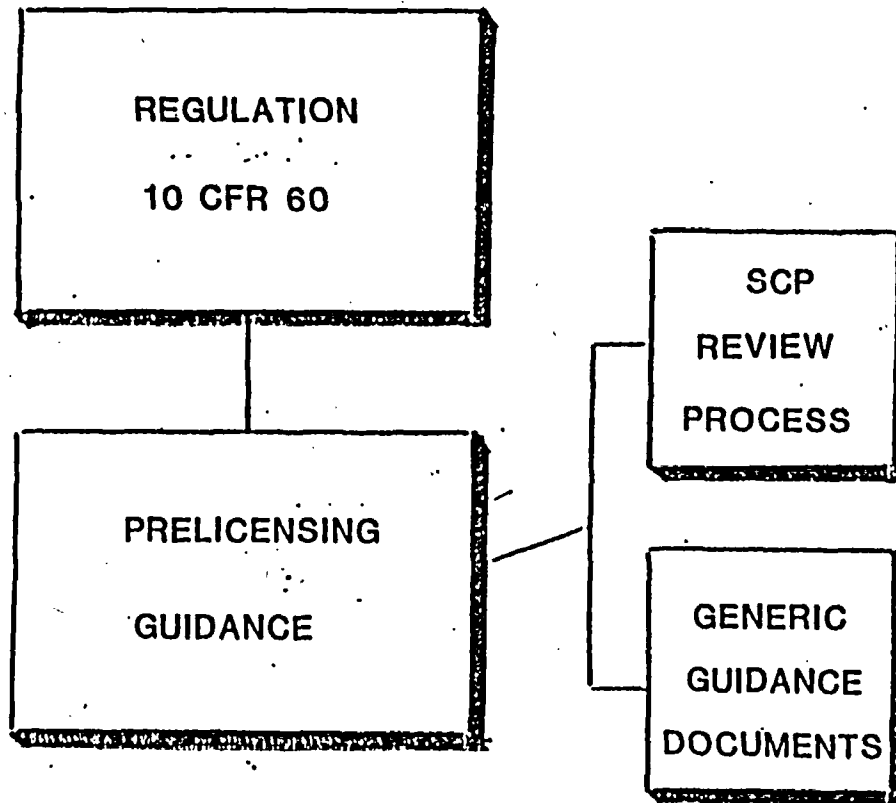 REGULATION
10 CFR 60
PRELICENSING
GUIDANCE
SCP
REVIEW
PROCESS
GENERIC
GUIDANCE
DOCUMENTS